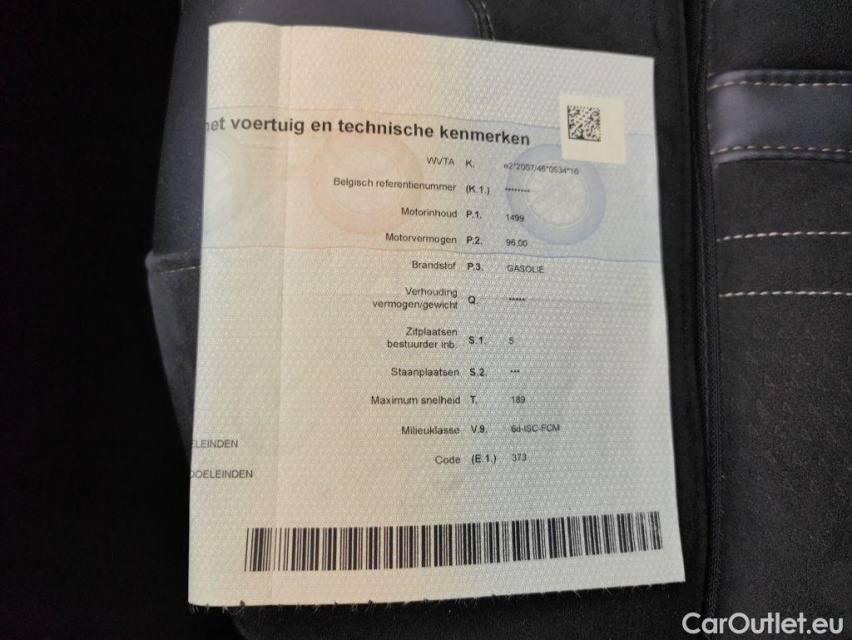 het voertuig en technische kenmerken
WVTA K. e2*2007/46*0534*16
Belgisch referentienummer (K.1.) ********
Motorinhoud P.1. 1499
Motorvermogen P.2. 96,00
Brandstof P.3. GASOLIE
Verhouding
vermogen/gewicht Q. *****
Zitplaatsen
bestuurder inb. S.1. 5
Staanplaatsen S.2. ***
Maximum snelheid T. 189
Milieuklasse V.9. 6d-ISC-FCM
Code (E.1.) 373
ELEINDEN
DOELEINDEN
CarOutlet.eu